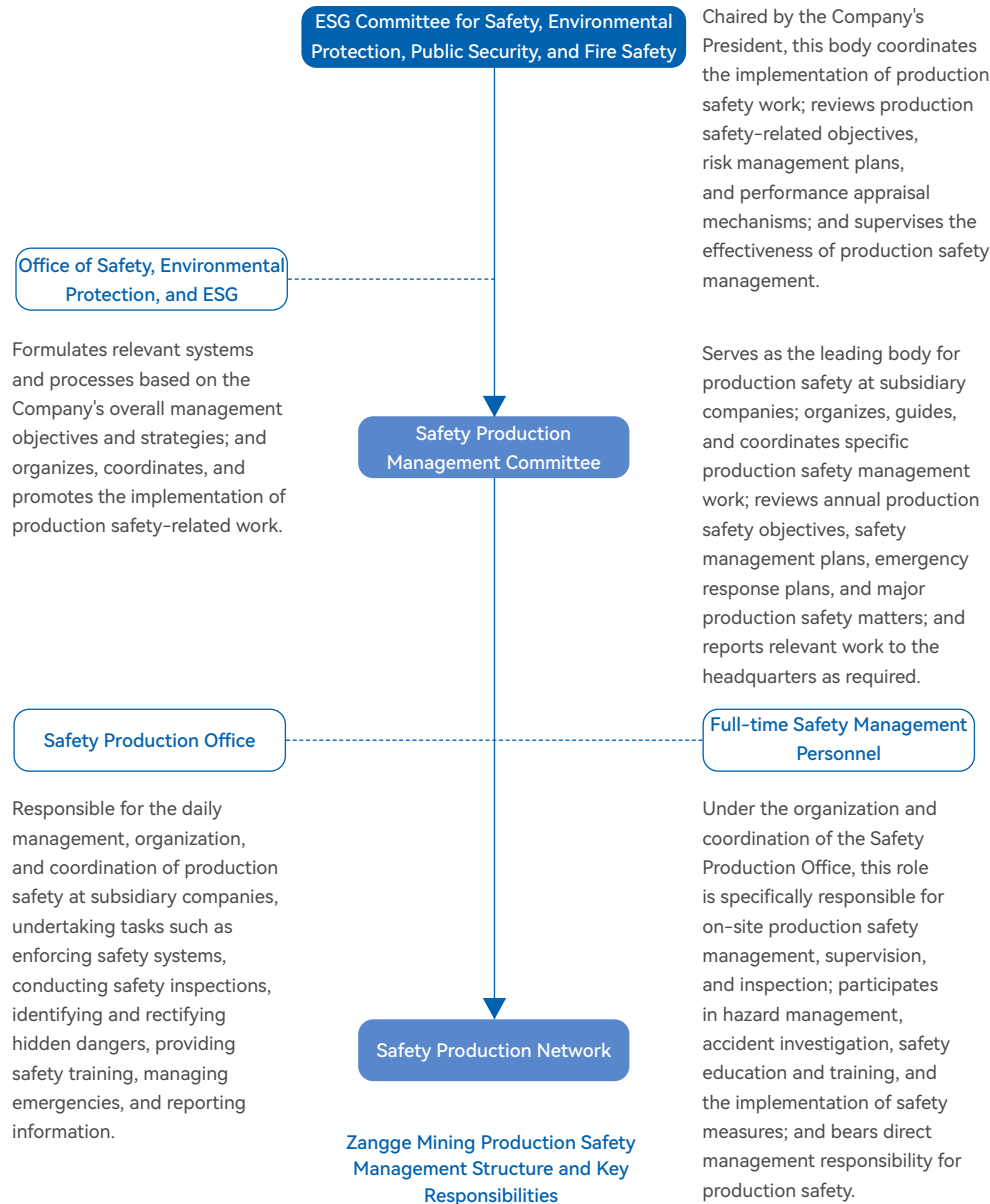 ESG Committee for Safety, Environmental
Protection, Public Security, and Fire Safety
Chaired by the Company's
President, this body coordinates
the implementation of production
safety work; reviews production
safety-related objectives,
risk management plans,
and performance appraisal
mechanisms; and supervises the
effectiveness of production safety
management.
Office of Safety, Environmental
Protection, and ESG
Formulates relevant systems
and processes based on the
Company's overall management
objectives and strategies; and
organizes, coordinates, and
promotes the implementation of
production safety-related work.
Safety Production
Management Committee
Serves as the leading body for
production safety at subsidiary
companies; organizes, guides,
and coordinates specific
production safety management
work; reviews annual production
safety objectives, safety
management plans, emergency
response plans, and major
production safety matters; and
reports relevant work to the
headquarters as required.
Safety Production Office
Responsible for the daily
management, organization,
and coordination of production
safety at subsidiary companies,
undertaking tasks such as
enforcing safety systems,
conducting safety inspections,
identifying and rectifying
hidden dangers, providing
safety training, managing
emergencies, and reporting
information.
Full-time Safety Management
Personnel
Under the organization and
coordination of the Safety
Production Office, this role
is specifically responsible for
on-site production safety
management, supervision,
and inspection; participates
in hazard management,
accident investigation, safety
education and training, and
the implementation of safety
measures; and bears direct
management responsibility for
production safety.
Safety Production Network
Zangge Mining Production Safety
Management Structure and Key
Responsibilities